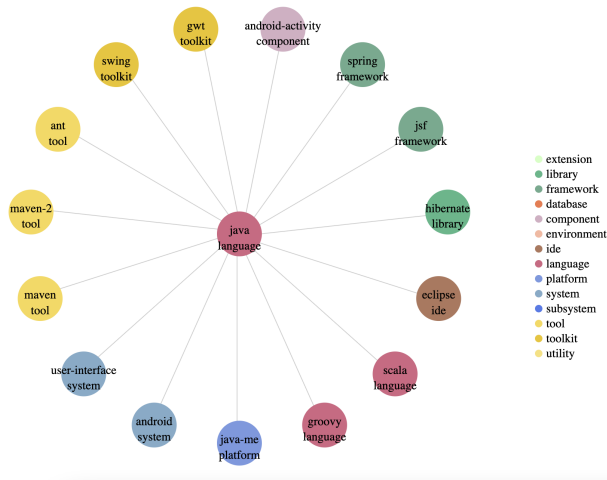 gwt
toolkit
android-activity
component
swing
toolkit
spring
framework
ant
tool
jsf
framework
maven-2
tool
hibernate
library
java
language
maven
tool
eclipse
ide
user-interface
system
scala
language
android
system
java-me
platform
groovy
language
extension
library
framework
database
component
environment
ide
language
platform
system
subsystem
tool
toolkit
utility